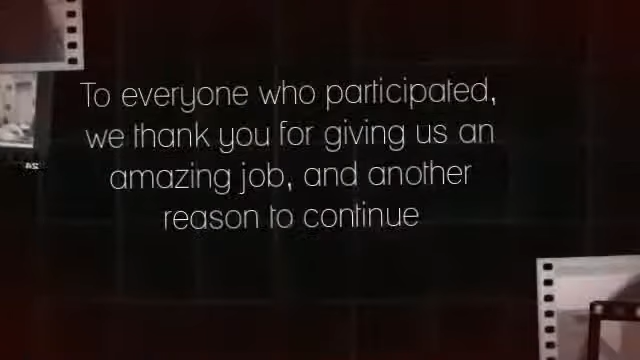 To everyone who participated,
we thank you for giving us an
amazing job, and another
reason to continue